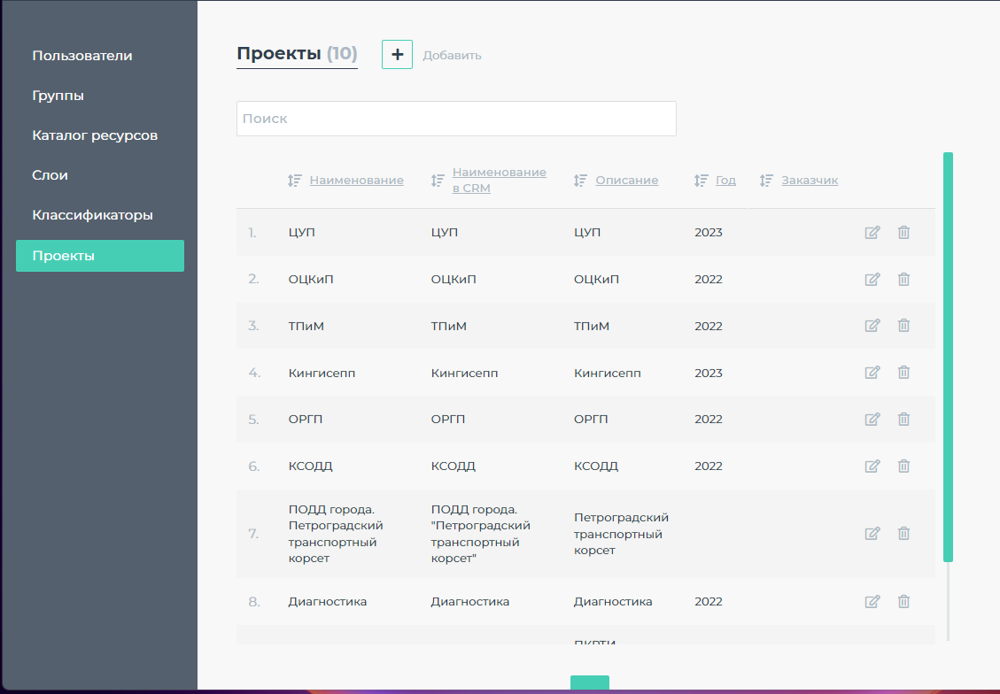 Пользователи
Группы
Каталог ресурсов
Слои
Классификаторы
Проекты
Проекты (10)
+ Добавить
Поиск
Наименование
Наименование
в CRM
Описание
Год
Заказчик
1. ЦУП ЦУП ЦУП 2023
2. ОЦКиП ОЦКиП ОЦКиП 2022
3. ТПиМ ТПиМ ТПиМ 2022
4. Кингисепп Кингисепп Кингисепп 2023
5. ОРГП ОРГП ОРГП 2022
6. КСОДД КСОДД КСОДД 2022
7.
ПОДД города.
Петроградский
транспортный
корсет
ПОДД города.
"Петроградский
транспортный
корсет"
Петроградский
транспортный
корсет
8. Диагностика Диагностика Диагностика 2022